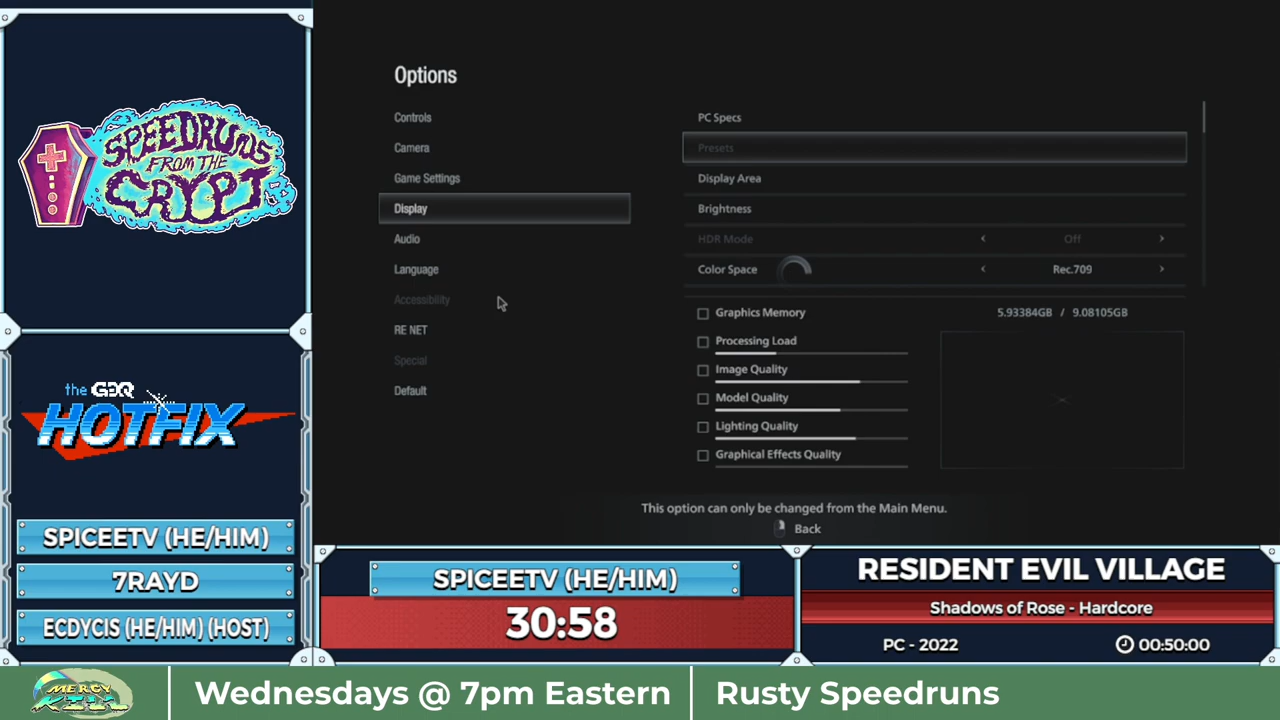 SPEEDRUNS
FROM THE
CRYPT
the GDQ
HOTFIX
SPICEETV (HE/HIM)
7RAYD
ECDYCIS (HE/HIM) (HOST)
Options
Controls
Camera
Game Settings
Display
Audio
Language
Accessibility
RE NET
Special
Default
PC Specs
Presets
Display Area
Brightness
HDR Mode < Off >
Color Space < Rec.709 >
Graphics Memory 5.93384GB / 9.08105GB
Processing Load
Image Quality
Model Quality
Lighting Quality
Graphical Effects Quality
This option can only be changed from the Main Menu.
Back
SPICEETV (HE/HIM)
30:58
RESIDENT EVIL VILLAGE
Shadows of Rose - Hardcore
PC - 2022 00:50:00
MERCY
KILL
Wednesdays @ 7pm Eastern
Rusty Speedruns